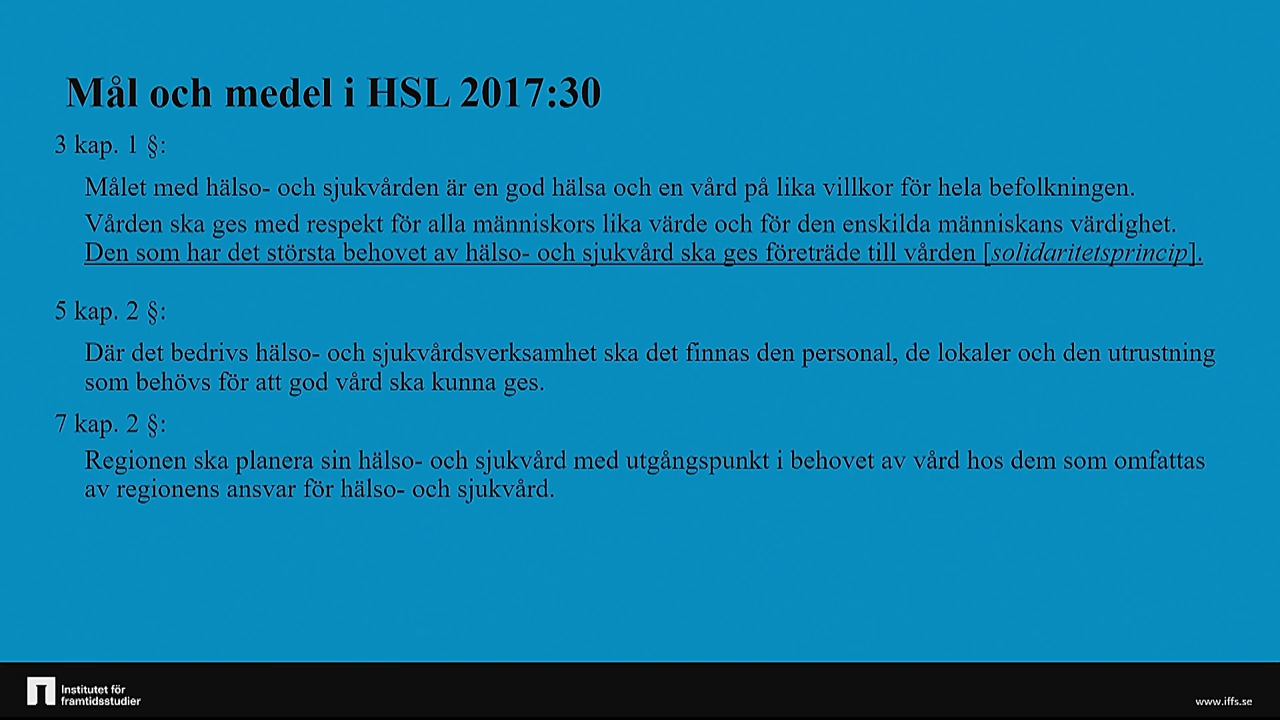 Mål och medel i HSL 2017:30
3 kap. 1 §:
Målet med hälso- och sjukvården är en god hälsa och en vård på lika villkor för hela befolkningen.
Vården ska ges med respekt för alla människors lika värde och för den enskilda människans värdighet.
Den som har det största behovet av hälso- och sjukvård ska ges företräde till vården [solidaritetsprincip].
5 kap. 2 §:
Där det bedrivs hälso- och sjukvårdsverksamhet ska det finnas den personal, de lokaler och den utrustning
som behövs för att god vård ska kunna ges.
7 kap. 2 §:
Regionen ska planera sin hälso- och sjukvård med utgångspunkt i behovet av vård hos dem som omfattas
av regionens ansvar för hälso- och sjukvård.
Institutet för
framtidsstudier
www.iffs.se